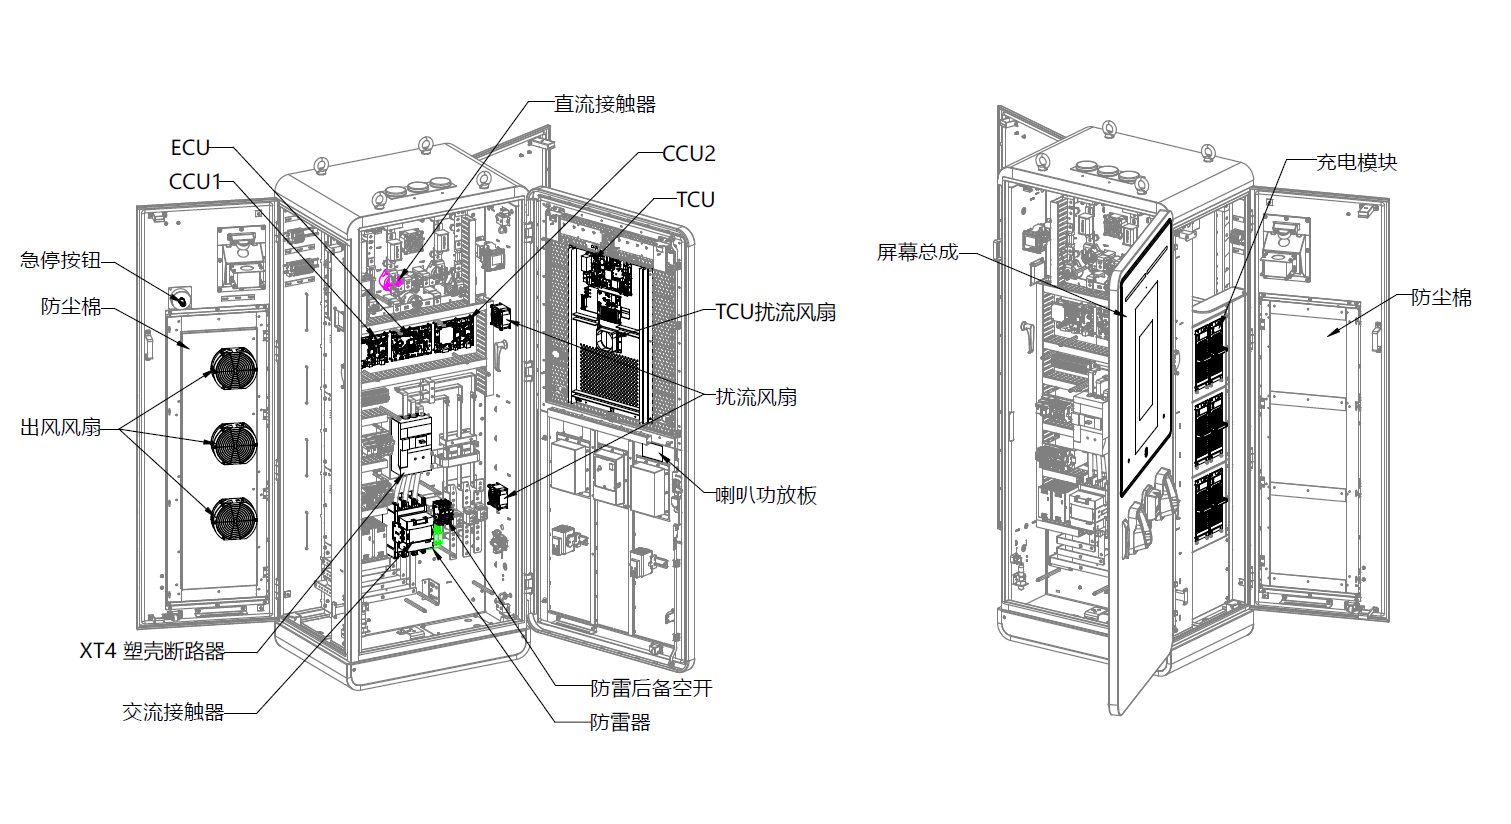 直流接触器
ECU
CCU2
CCU1
TCU
急停按钮
防尘棉
TCU扰流风扇
扰流风扇
出风风扇
喇叭功放板
XT4 塑壳断路器
防雷后备空开
交流接触器
防雷器
充电模块
屏幕总成
防尘棉